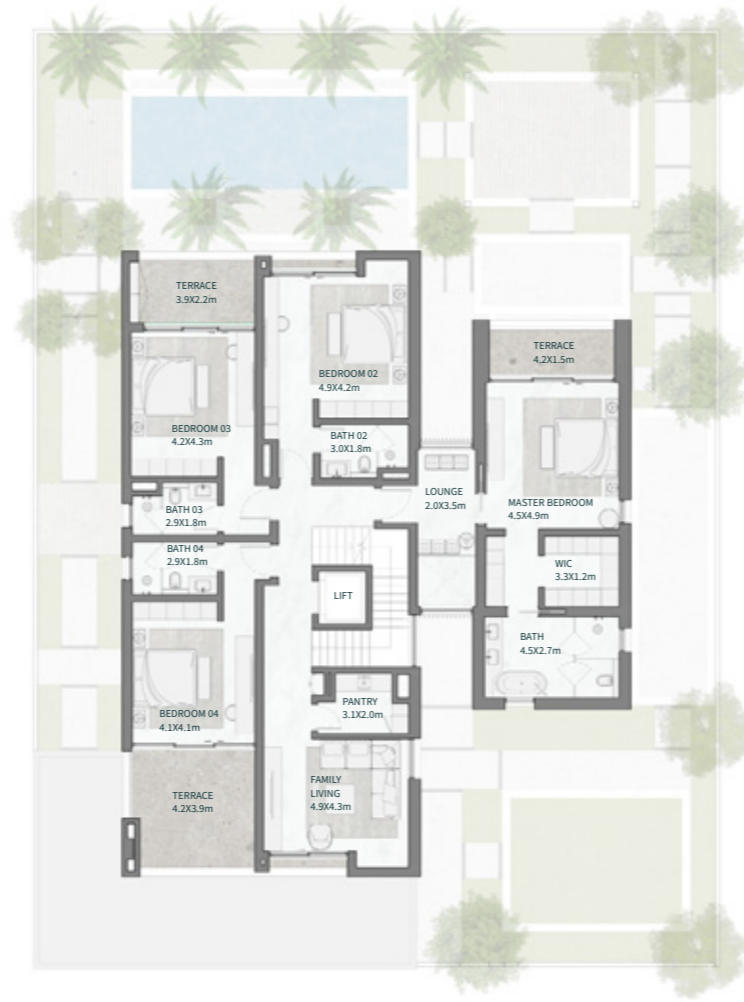 TERRACE
3.9X2.2m
BEDROOM 02
4.9X4.2m
TERRACE
4.2X1.5m
BEDROOM 03
4.2X4.3m
BATH 02
3.0X1.8m
LOUNGE
2.0X3.5m
MASTER BEDROOM
4.5X4.9m
BATH 03
2.9X1.8m
BATH 04
2.9X1.8m
WIC
3.3X1.2m
LIFT
BATH
4.5X2.7m
PANTRY
3.1X2.0m
BEDROOM 04
4.1X4.1m
FAMILY
LIVING
4.9X4.3m
TERRACE
4.2X3.9m